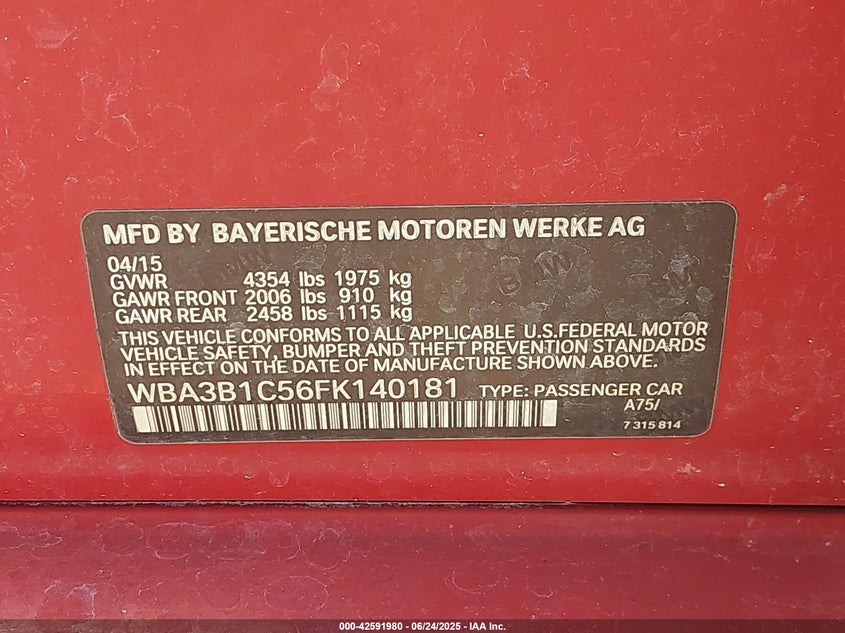 MFD BY BAYERISCHE MOTOREN WERKE AG
04/15
GVWR 4354 lbs 1975 kg
GAWR FRONT 2006 lbs 910 kg
GAWR REAR 2458 lbs 1115 kg
THIS VEHICLE CONFORMS TO ALL APPLICABLE U.S.FEDERAL MOTOR
VEHICLE SAFETY, BUMPER AND THEFT PREVENTION STANDARDS
IN EFFECT ON THE DATE OF MANUFACTURE SHOWN ABOVE.
WBA3B1C56FK140181 TYPE: PASSENGER CAR
A75/
7 315 814
BMW
000-42591980 - 06/24/2025 - IAA Inc.